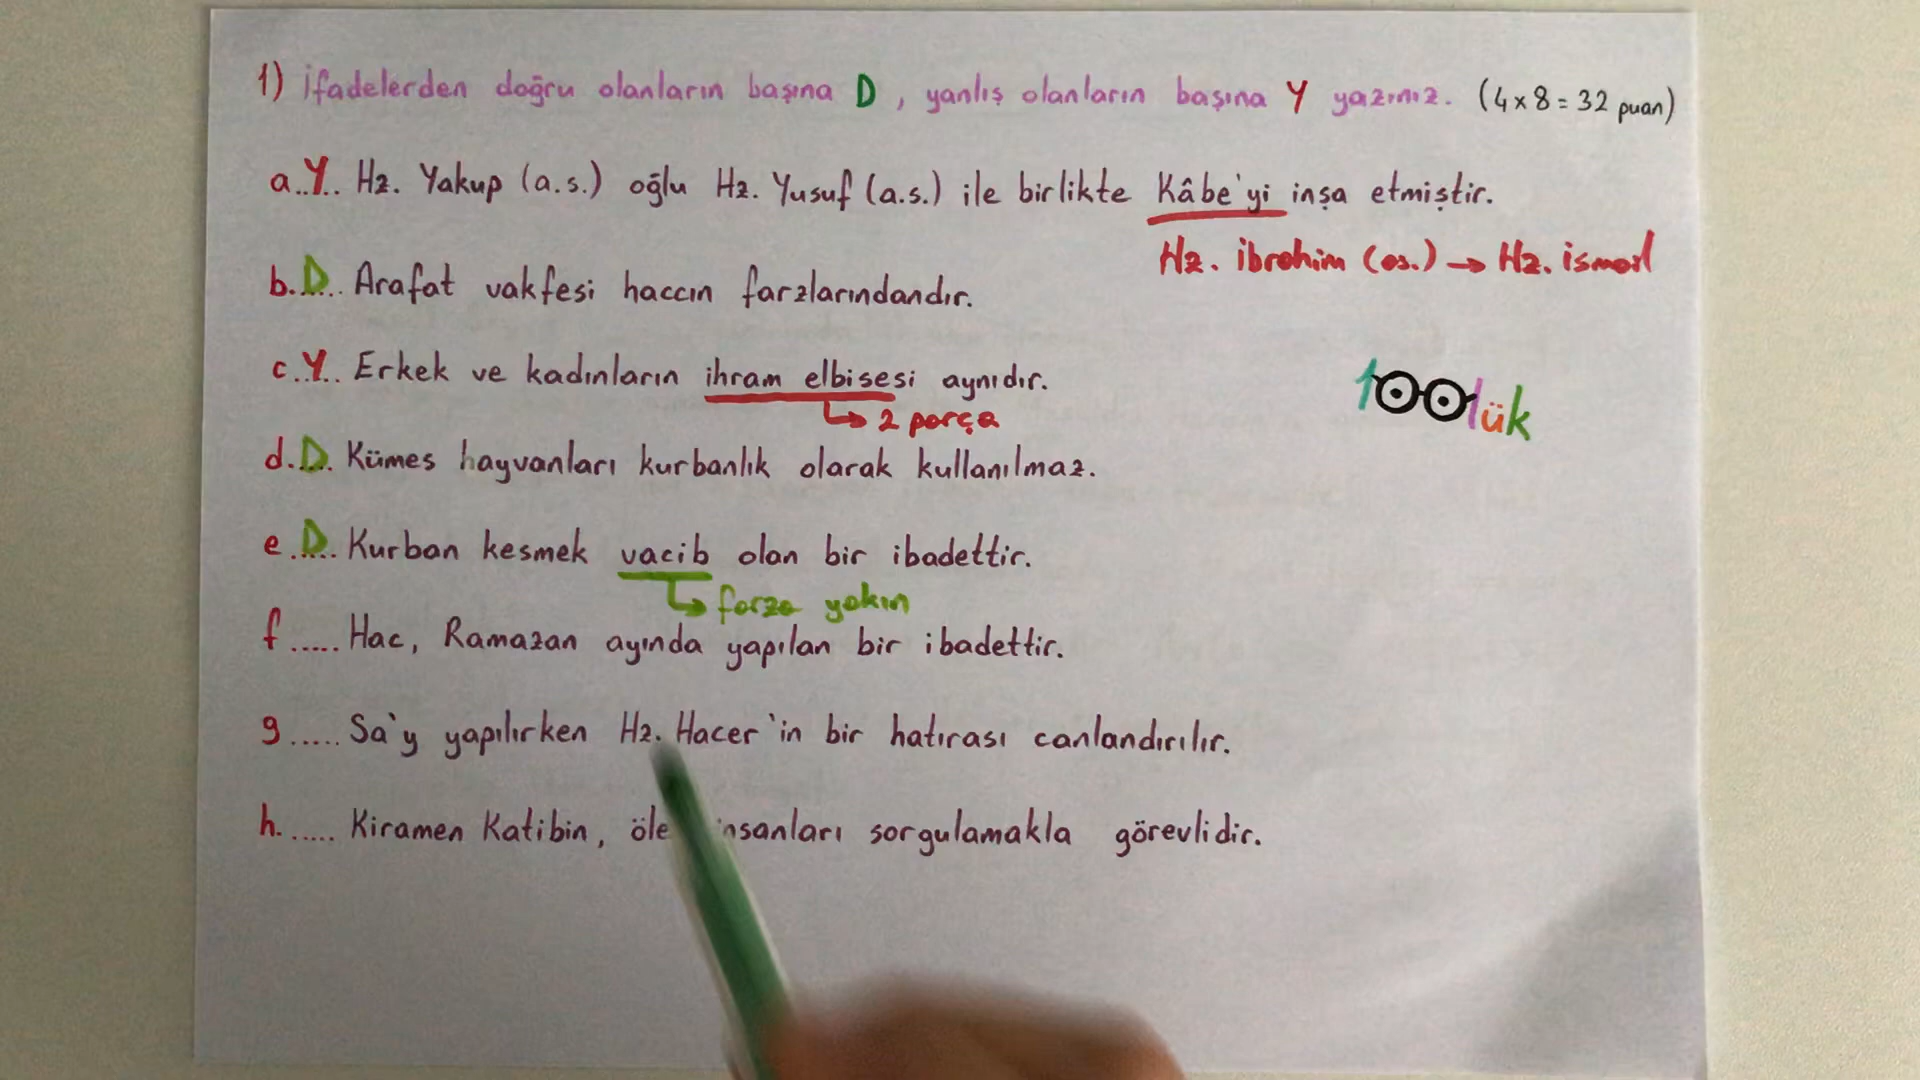 1) İfadelerden doğru olanların başına D , yanlış olanların başına Y yazınız. (4x8=32 puan)
a..Y.. Hz. Yakup (a.s.) oğlu Hz. Yusuf (a.s.) ile birlikte Kâbe'yi inşa etmiştir.
Hz. ibrahim (as.) → Hz. ismail
b.D... Arafat vakfesi haccın farzlarındandır.
c..Y.. Erkek ve kadınların ihram elbisesi aynıdır.
↳ 2 parça
100lük
d.D.. Kümes hayvanları kurbanlık olarak kullanılmaz.
e.D... Kurban kesmek vacib olan bir ibadettir.
↳ farza yakın
f ..... Hac, Ramazan ayında yapılan bir ibadettir.
g ..... Sa'y yapılırken Hz. Hacer'in bir hatırası canlandırılır.
h. ..... Kiramen Katibin, sorgulamakla görevlidir.